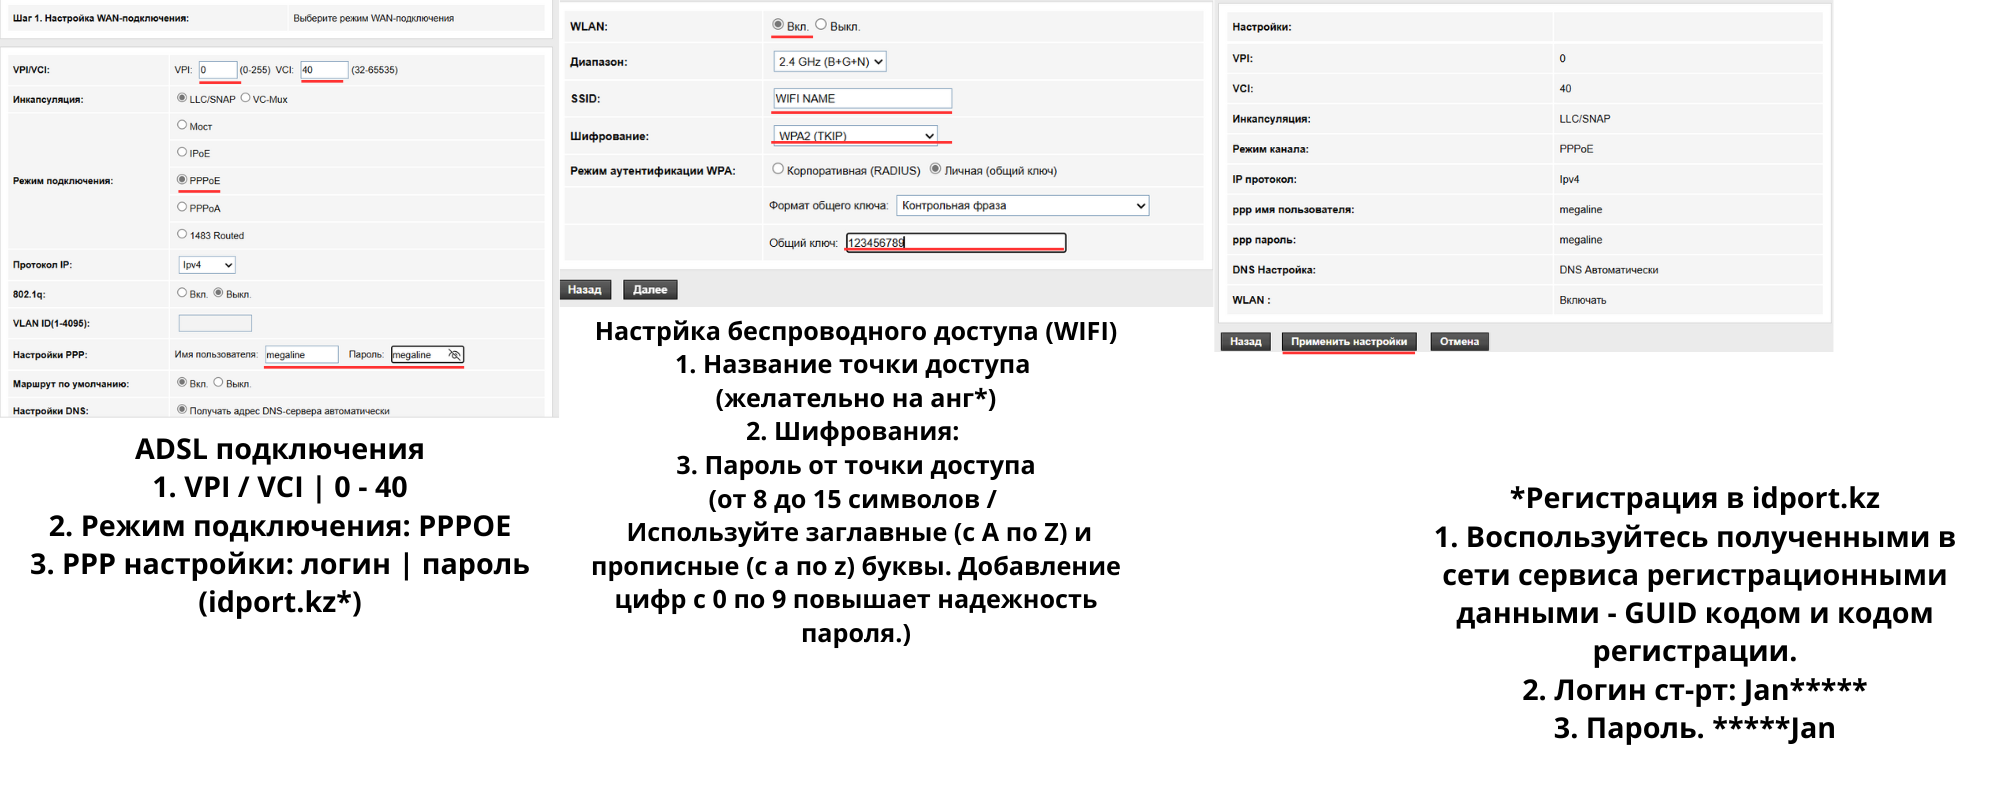 Шаг 1. Настройка WAN-подключения: Выберите режим WAN-подключения
VPI/VCI: VPI: 0 (0-255) VCI: 40 (32-65535)
Инкапсуляция: LLC/SNAP VC-Mux
Мост
IPoE
Режим подключения: PPPoE
PPPoA
1483 Routed
Протокол IP: Ipv4
802.1q: Вкл. Выкл.
VLAN ID(1-4095):
Настройки PPP: Имя пользователя: megaline Пароль: megaline
Маршрут по умолчанию: Вкл. Выкл.
Настройки DNS: Получать адрес DNS-сервера автоматически
ADSL подключения
1. VPI / VCI | 0 - 40
2. Режим подключения: PPPOE
3. PPP настройки: логин | пароль
(idport.kz*)
WLAN: Вкл. Выкл.
Диапазон: 2.4 GHz (B+G+N)
SSID: WIFI NAME
Шифрование: WPA2 (TKIP)
Режим аутентификации WPA: Корпоративная (RADIUS) Личная (общий ключ)
Формат общего ключа: Контрольная фраза
Общий ключ: 123456789
Назад Далее
Настрйка беспроводного доступа (WIFI)
1. Название точки доступа
(желательно на анг*)
2. Шифрования:
3. Пароль от точки доступа
(от 8 до 15 символов /
Используйте заглавные (с A по Z) и
прописные (с a по z) буквы. Добавление
цифр с 0 по 9 повышает надежность
пароля.)
Настройки:
VPI: 0
VCI: 40
Инкапсуляция: LLC/SNAP
Режим канала: PPPoE
IP протокол: Ipv4
ppp имя пользователя: megaline
ppp пароль: megaline
DNS Настройка: DNS Автоматически
WLAN : Включать
Назад Применить настройки Отмена
*Регистрация в idport.kz
1. Воспользуйтесь полученными в
сети сервиса регистрационными
данными - GUID кодом и кодом
регистрации.
2. Логин ст-рт: Jan*****
3. Пароль. *****Jan